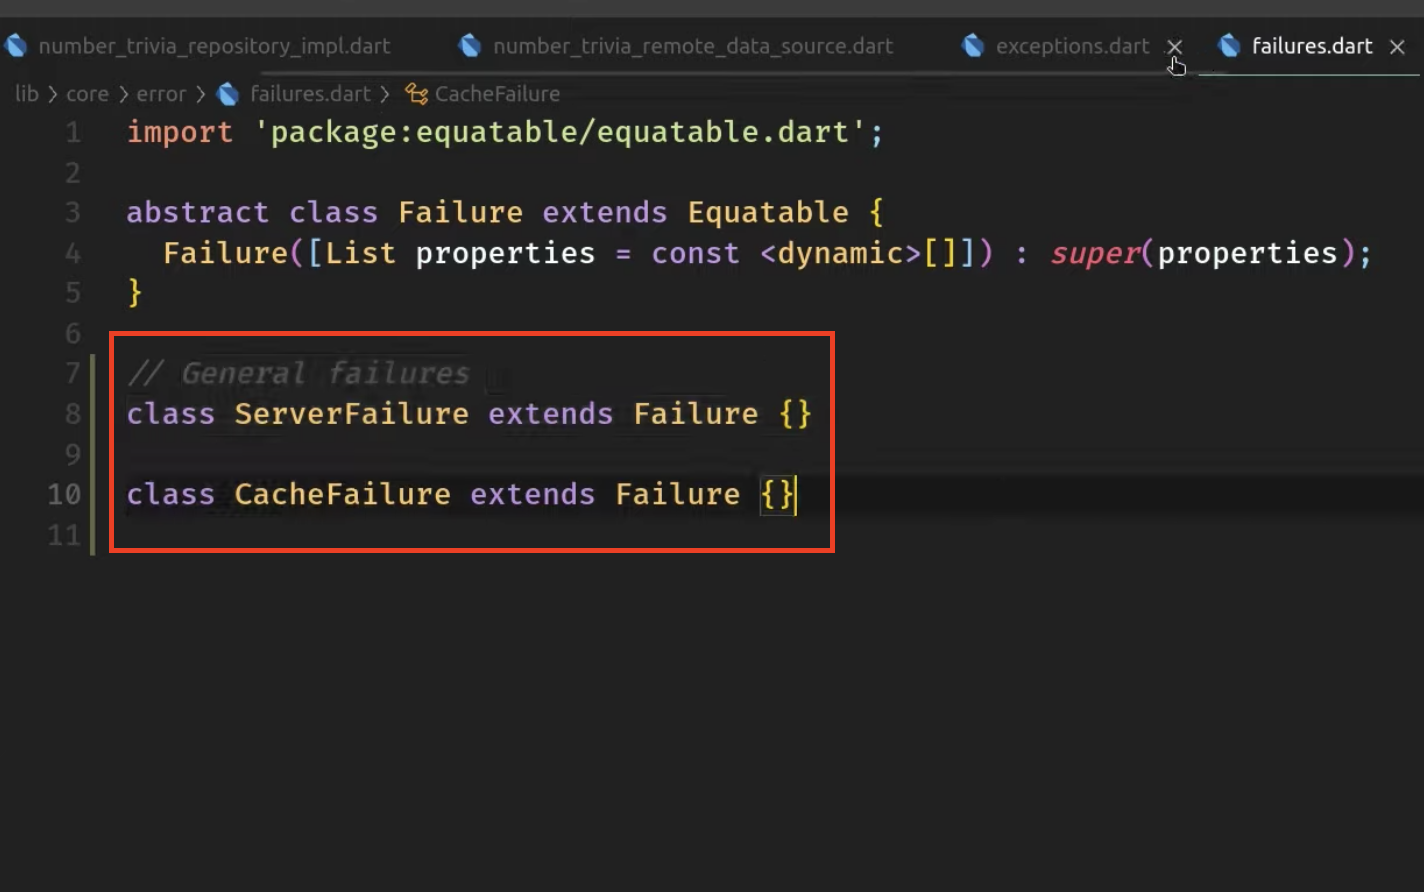 number_trivia_repository_impl.dart number_trivia_remote_data_source.dart exceptions.dart failures.dart
lib > core > error > failures.dart > CacheFailure
1 import 'package:equatable/equatable.dart';
2
3 abstract class Failure extends Equatable {
4   Failure([List properties = const <dynamic>[]]) : super(properties);
5 }
6
7 // General failures
8 class ServerFailure extends Failure {}
9
10 class CacheFailure extends Failure {}
11